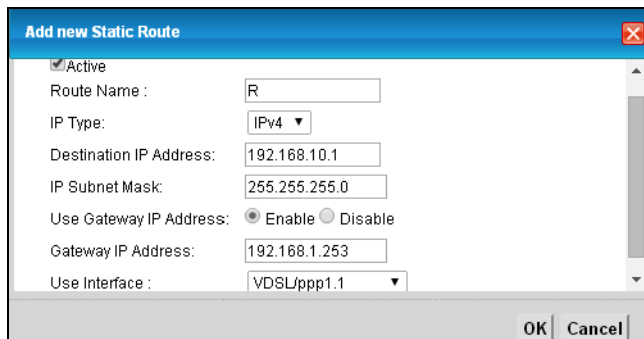 Add new Static Route
Active
Route Name : R
IP Type: IPv4
Destination IP Address: 192.168.10.1
IP Subnet Mask: 255.255.255.0
Use Gateway IP Address: Enable Disable
Gateway IP Address: 192.168.1.253
Use Interface : VDSL/ppp1.1
OK Cancel